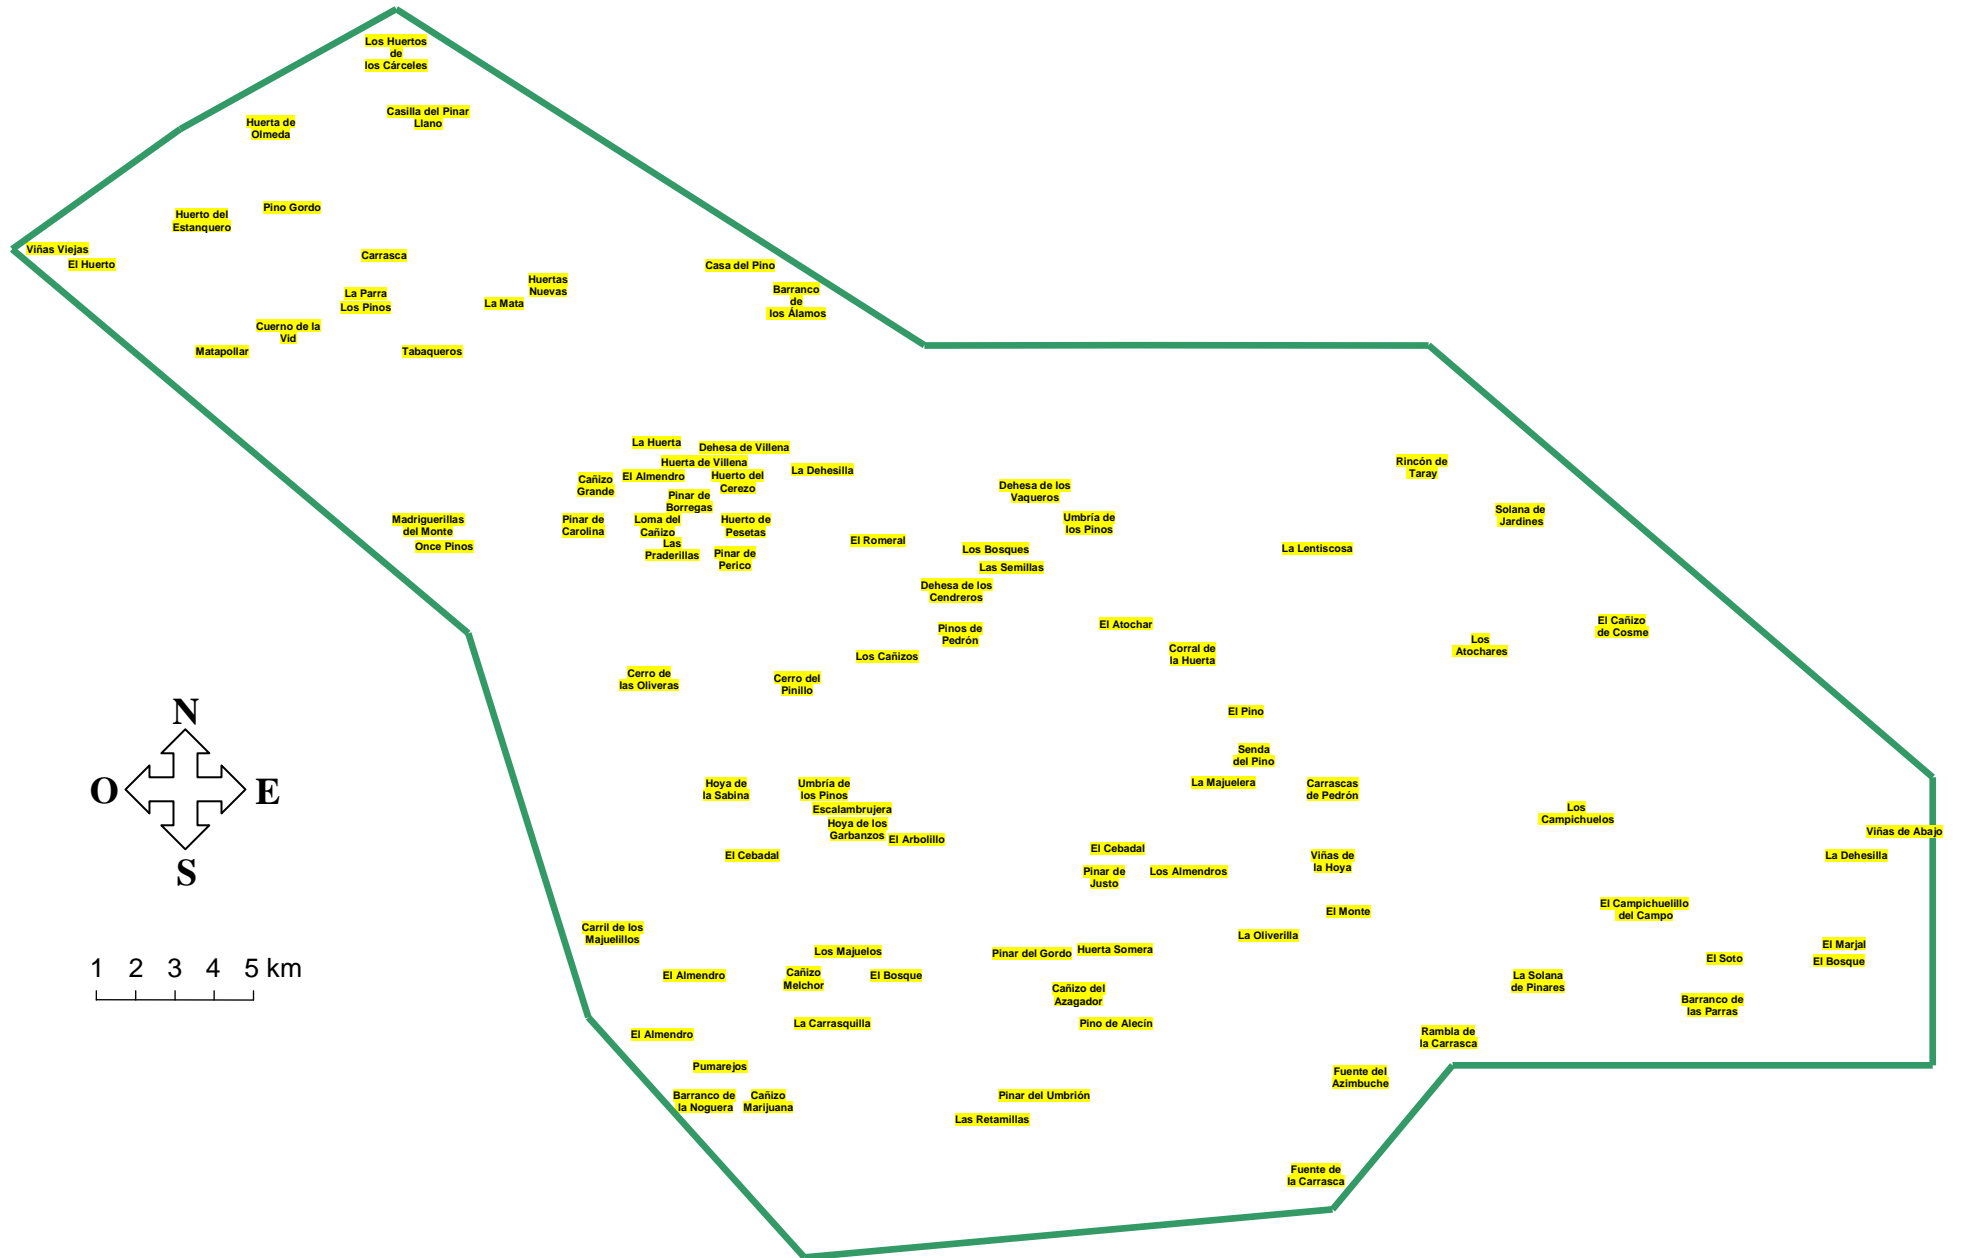 Los Huertos
de
los Cárceles
Casilla del Pinar
Llano
Huerta de
Olmeda
Pino Gordo
Huerto del
Estanquero
Viñas Viejas
El Huerto
Carrasca
Casa del Pino
Huertas
Nuevas
La Mata
Barranco
de
los Álamos
La Parra
Los Pinos
Cuerno de la
Vid
Matapollar
Tabaqueros
La Huerta
Dehesa de Villena
Huerta de Villena
La Dehesilla
El Almendro
Huerto del
Cerezo
Cañizo
Grande
Pinar de
Borregas
Rincón de
Taray
Dehesa de los
Vaqueros
Solana de
Jardines
Umbría de
los Pinos
Madriguerillas
del Monte
Once Pinos
Pinar de
Carolina
Loma del
Cañizo
Huerto de
Pesetas
Las
Praderillas
Pinar de
Perico
El Romeral
Los Bosques
La Lentiscosa
Las Semillas
Dehesa de los
Cendreros
Pinos de
Pedrón
El Atochar
El Cañizo
de Cosme
Los
Atochares
Corral de
la Huerta
Los Cañizos
Cerro de
las Oliveras
Cerro del
Pinillo
El Pino
N
O
E
S
Senda
del Pino
La Majuelera
Carrascas
de Pedrón
Hoya de
la Sabina
Umbría de
los Pinos
Escalambrujera
Hoya de los
Garbanzos
El Arbolillo
Los
Campichuelos
Viñas de Abajo
La Dehesilla
El Cebadal
El Cebadal
Pinar de
Justo
Los Almendros
Viñas de
la Hoya
El Monte
El Campichuelillo
del Campo
Carril de los
Majuelillos
La Oliverilla
El Marjal
El Bosque
El Soto
Los Majuelos
Pinar del Gordo
Huerta Somera
El Almendro
Cañizo
Melchor
El Bosque
La Solana
de Pinares
Cañizo del
Azagador
Barranco de
las Parras
1 2 3 4 5 km
La Carrasquilla
Pino de Alecín
El Almendro
Rambla de
la Carrasca
Pumarejos
Fuente del
Azimbuche
Barranco de
la Noguera
Cañizo
Marijuana
Pinar del Umbrión
Las Retamillas
Fuente de
la Carrasca